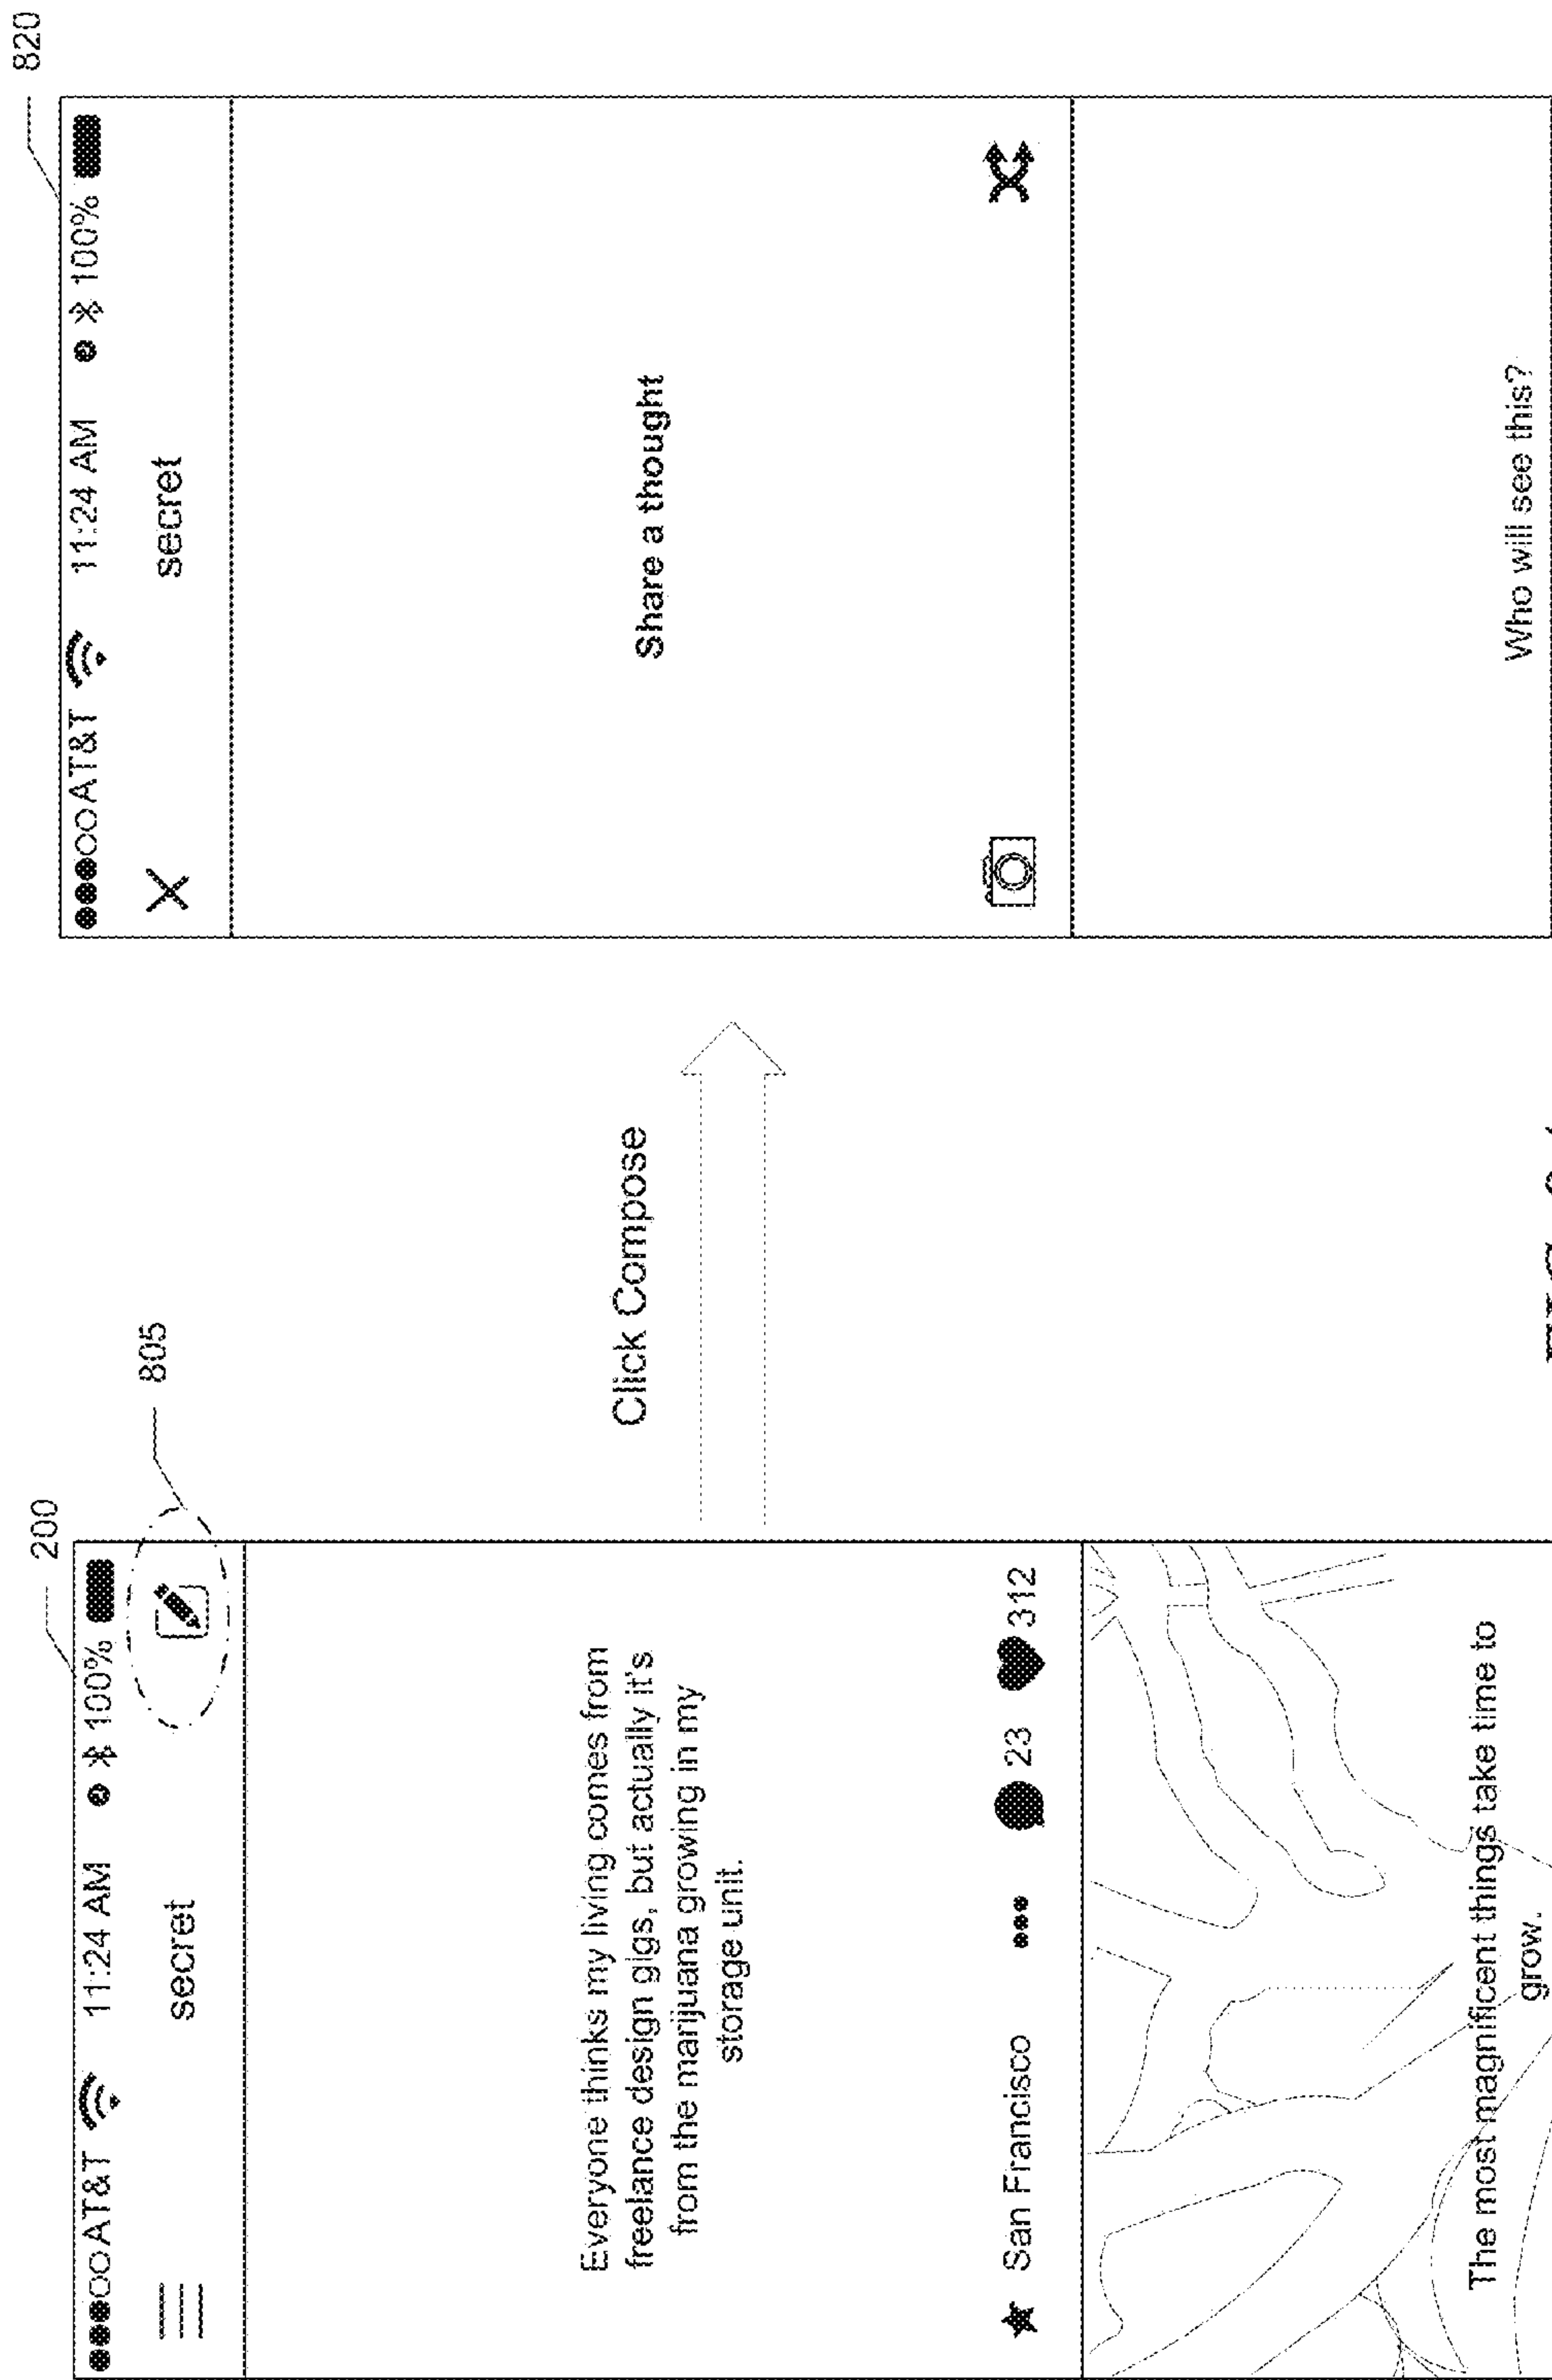 200
AT&T 11:24 AM 100%
secret
805
Everyone thinks my living comes from
freelance design gigs, but actually it's
from the marijuana growing in my
storage unit.
San Francisco 23 312
The most magnificent things take time to
grow.
Click Compose
820
AT&T 11:24 AM 100%
secret
Share a thought
Who will see this?